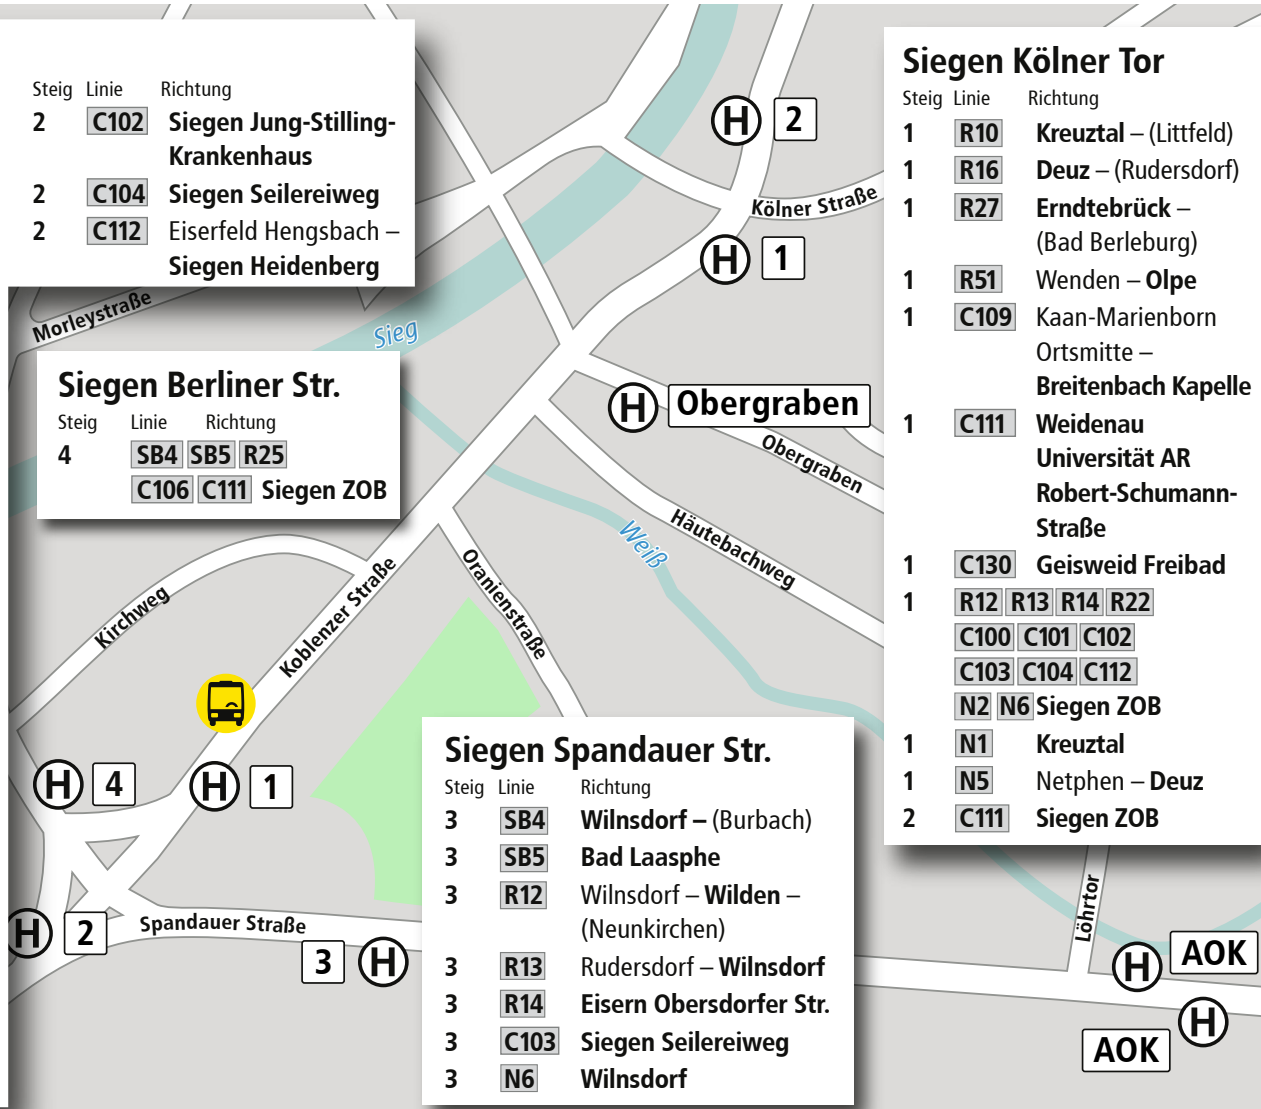 Steig Linie Richtung
2 C102 Siegen Jung-Stilling-
Krankenhaus
2 C104 Siegen Seilereiweg
2 C112 Eiserfeld Hengsbach –
Siegen Heidenberg
Morleystraße
Sieg
H 2
Kölner Straße
H 1
Siegen Kölner Tor
Steig Linie Richtung
1 R10 Kreuztal – (Littfeld)
1 R16 Deuz – (Rudersdorf)
1 R27 Erndtebrück –
(Bad Berleburg)
1 R51 Wenden – Olpe
1 C109 Kaan-Marienborn
Ortsmitte –
Breitenbach Kapelle
1 C111 Weidenau
Universität AR
Robert-Schumann-
Straße
1 C130 Geisweid Freibad
1 R12 R13 R14 R22
C100 C101 C102
C103 C104 C112
N2 N6 Siegen ZOB
1 N1 Kreuztal
1 N5 Netphen – Deuz
2 C111 Siegen ZOB
Siegen Berliner Str.
Steig Linie Richtung
4 SB4 SB5 R25
C106 C111 Siegen ZOB
H Obergraben
Obergraben
Häutebachweg
Weiß
Oranienstraße
Koblenzer Straße
Kirchweg
H 4
H 1
H 2
Spandauer Straße
3 H
Siegen Spandauer Str.
Steig Linie Richtung
3 SB4 Wilnsdorf – (Burbach)
3 SB5 Bad Laasphe
3 R12 Wilnsdorf – Wilden –
(Neunkirchen)
3 R13 Rudersdorf – Wilnsdorf
3 R14 Eisern Obersdorfer Str.
3 C103 Siegen Seilereiweg
3 N6 Wilnsdorf
Löhrtor
H AOK
H
AOK